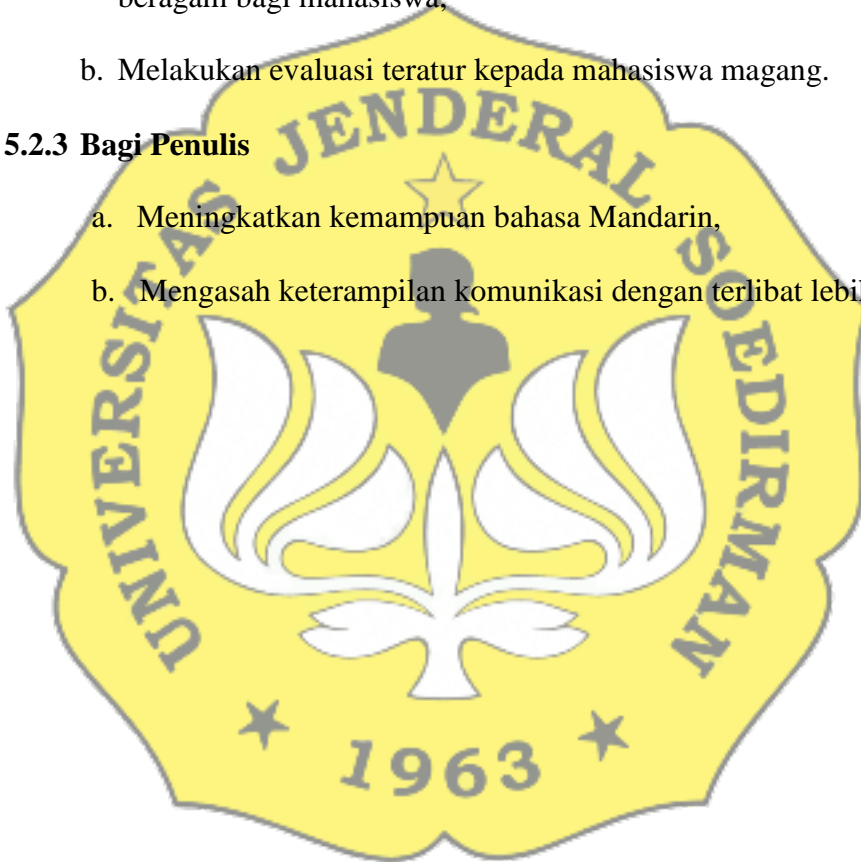 beragam bagi mahasiswa,
b. Melakukan evaluasi teratur kepada mahasiswa magang.
5.2.3 Bagi Penulis
a. Meningkatkan kemampuan bahasa Mandarin,
b. Mengasah keterampilan komunikasi dengan terlibat lebi
UNIVERSITAS JENDERAL SOEDIRMAN
1963